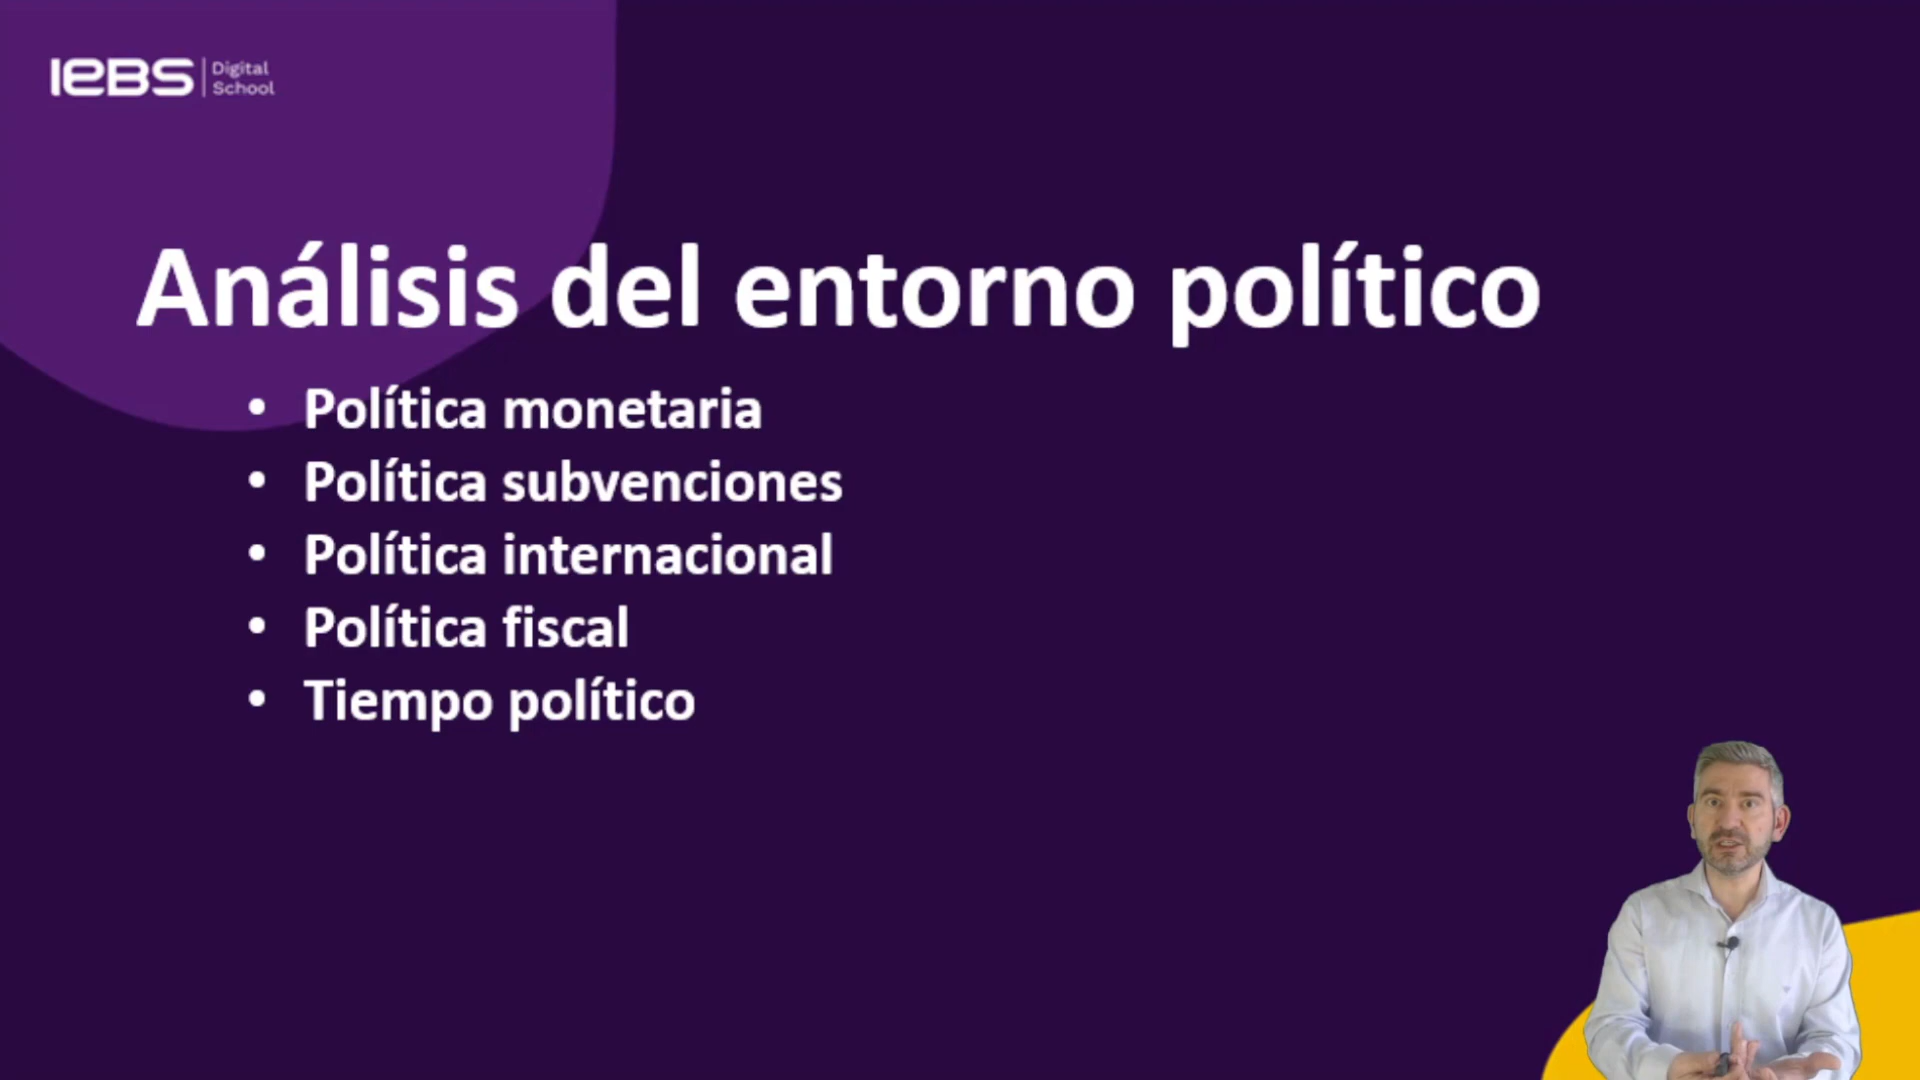 IEBS Digital
School
Análisis del entorno político
• Política monetaria
• Política subvenciones
• Política internacional
• Política fiscal
• Tiempo político